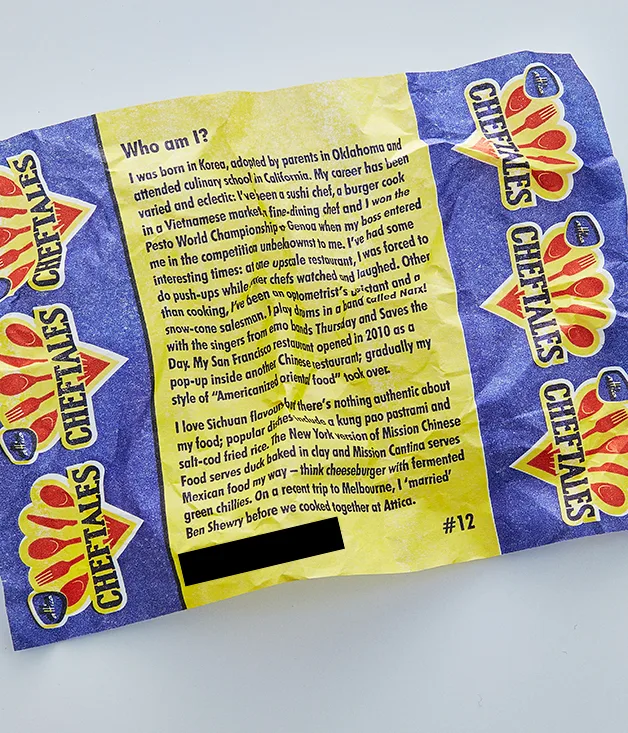 Who am I?
I was born in Korea, adopted by parents in Oklahoma and
attended culinary school in California. My career has been
varied and eclectic: I've been a sushi chef, a burger cook
in a Vietnamese market, fine-dining chef and I won the
Pesto World Championship Genoa when my boss entered
me in the competition unbeknownst to me. I've had some
interesting times: at one upscale restaurant, I was forced to
do push-ups while other chefs watched and laughed. Other
than cooking, I've been an optometrist's assistant and a
snow-cone salesman. I play drums in a band called Narx!
with the singers from emo bands Thursday and Saves the
Day. My San Francisco restaurant opened in 2010 as a
pop-up inside another Chinese restaurant; gradually my
style of "Americanized oriental food" took over.
I love Sichuan flavour but there's nothing authentic about
my food; popular dishes include a kung pao pastrami and
salt-cod fried rice. The New York version of Mission Chinese
Food serves duck baked in clay and Mission Cantina serves
Mexican food my way – think cheeseburger with fermented
green chillies. On a recent trip to Melbourne, I 'married'
Ben Shewry before we cooked together at Attica.
#12
CHEFTALES
CHEFTALES
CHEFTALES
attica
CHEFTALES
attica
CHEFTALES
attica
CHEFTALES
attica